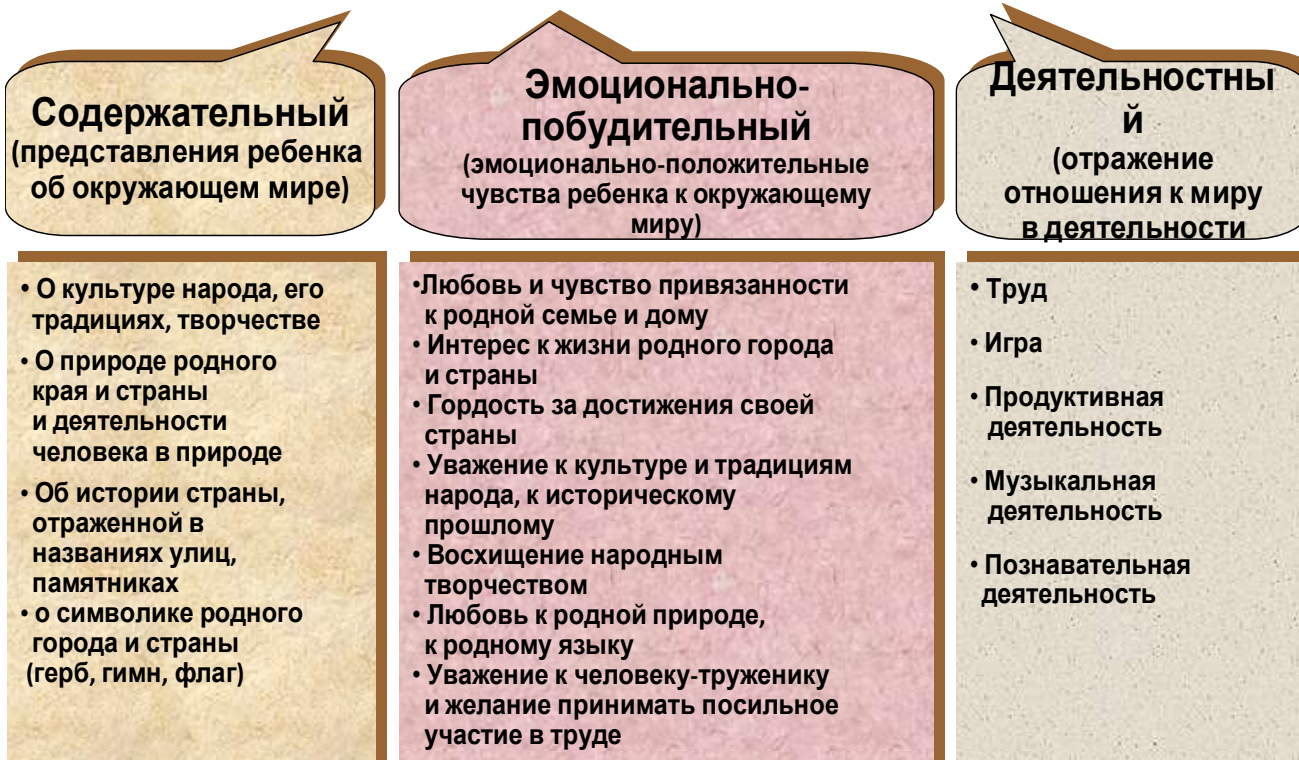 Содержательный
(представления ребенка
об окружающем мире)
Эмоционально-
побудительный
(эмоционально-положительные
чувства ребенка к окружающему
миру)
Деятельностны
й
(отражение
отношения к миру
в деятельности
• О культуре народа, его
традициях, творчестве
• О природе родного
края и страны
и деятельности
человека в природе
• Об истории страны,
отраженной в
названиях улиц,
памятниках
• о символике родного
города и страны
(герб, гимн, флаг)
•Любовь и чувство привязанности
к родной семье и дому
• Интерес к жизни родного города
и страны
• Гордость за достижения своей
страны
• Уважение к культуре и традициям
народа, к историческому
прошлому
• Восхищение народным
творчеством
• Любовь к родной природе,
к родному языку
• Уважение к человеку-труженику
и желание принимать посильное
участие в труде
• Труд
• Игра
• Продуктивная
деятельность
• Музыкальная
деятельность
• Познавательная
деятельность